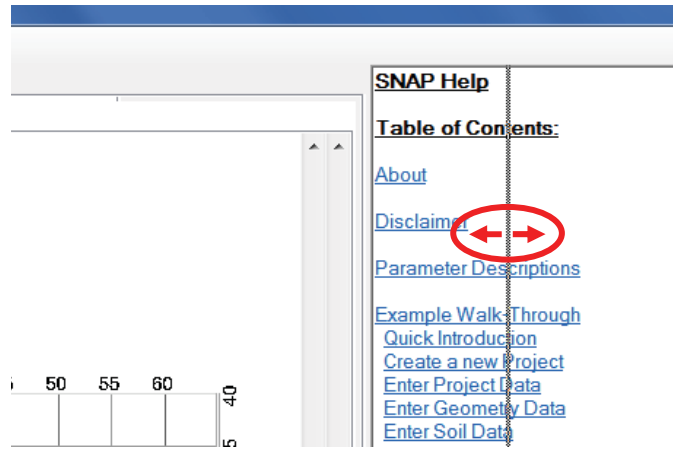 SNAP Help
Table of Contents:
About
Disclaimer
Parameter Descriptions
Example Walk-Through
Quick Introduction
Create a new Project
Enter Project Data
Enter Geometry Data
Enter Soil Data
50 55 60
40